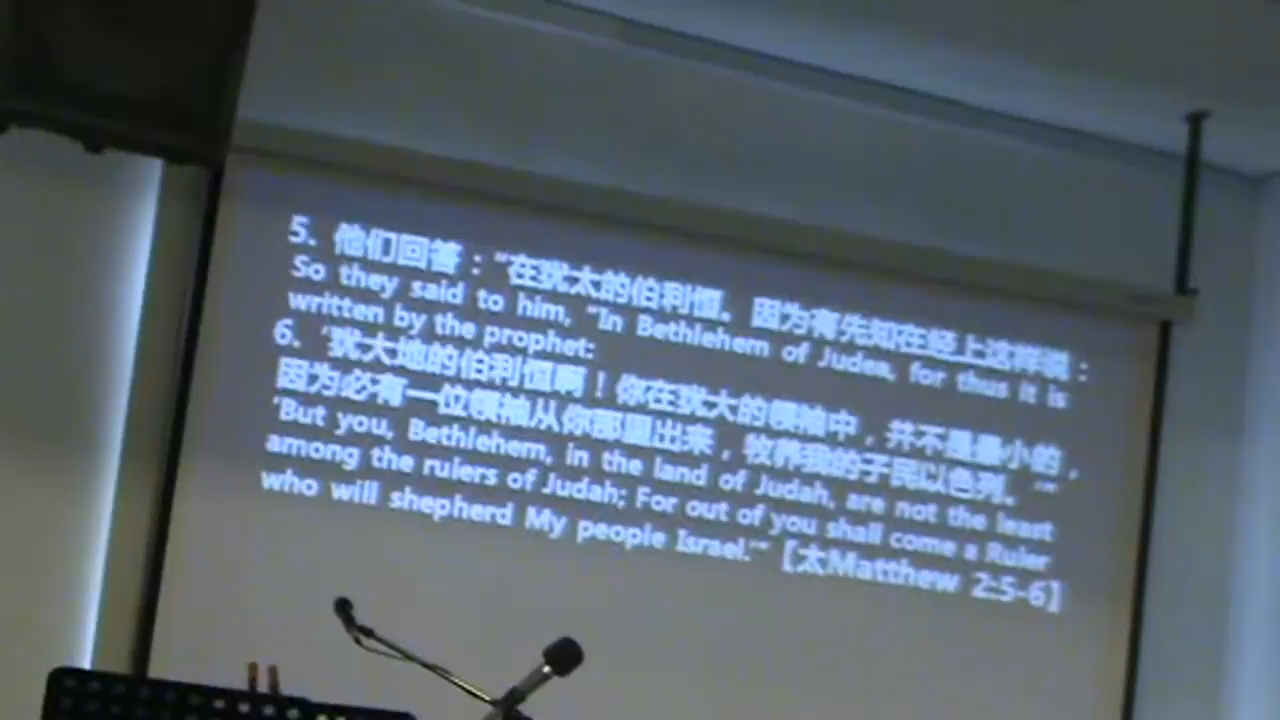 5. 他们回答：“在犹太的伯利恒。因为有先知在经上这样说：
So they said to him, "In Bethlehem of Judea, for thus it is
written by the prophet:
6. ‘犹大地的伯利恒啊！你在犹大的领袖中，并不是最小的，
因为必有一位领袖从你那里出来，牧养我的子民以色列。’”
'But you, Bethlehem, in the land of Judah, are not the least
among the rulers of Judah; For out of you shall come a Ruler
who will shepherd My people Israel.'" 【太Matthew 2:5-6】